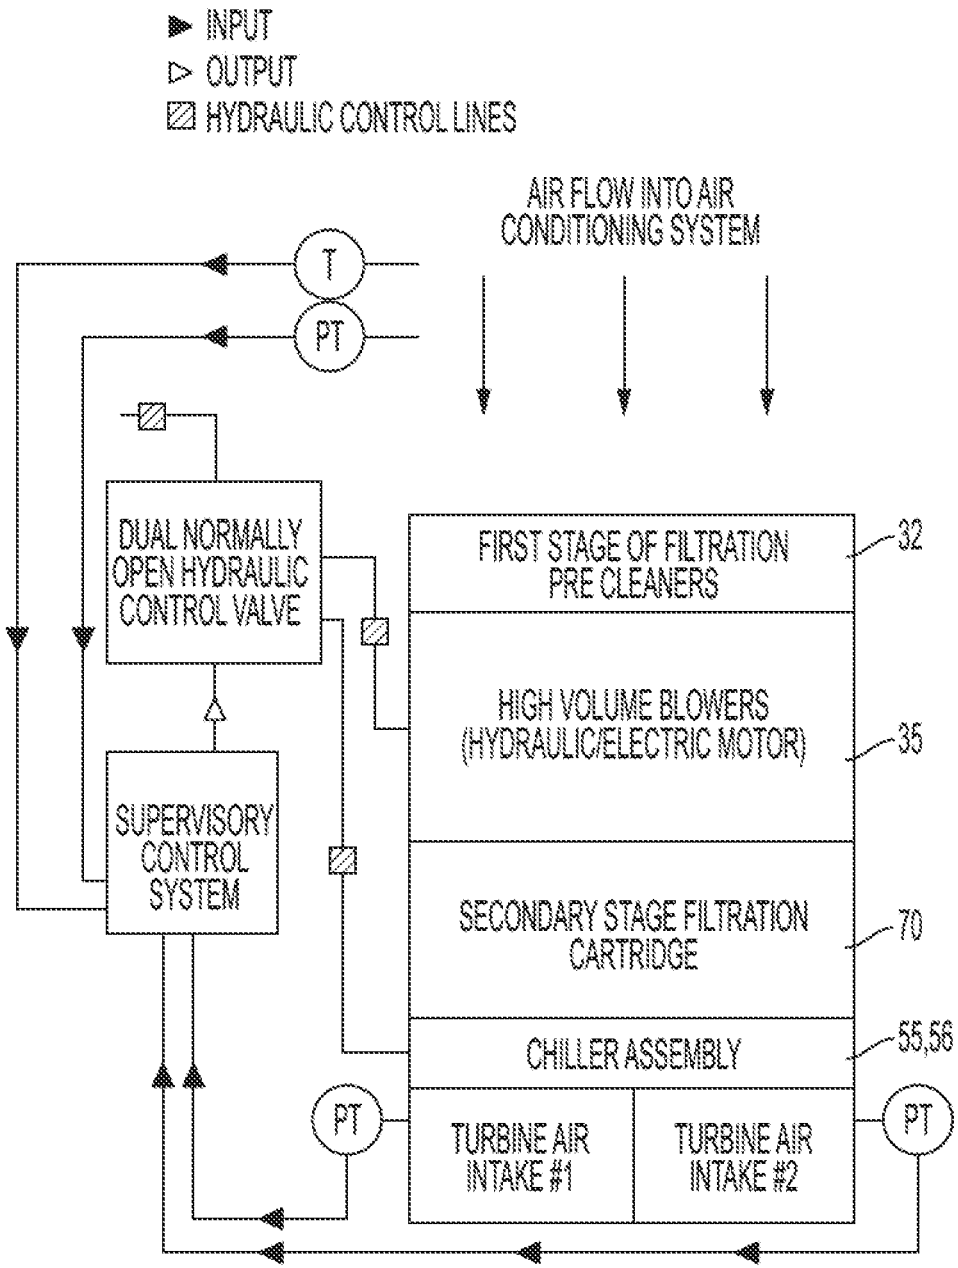 INPUT
OUTPUT
HYDRAULIC CONTROL LINES
AIR FLOW INTO AIR
CONDITIONING SYSTEM
T
PT
DUAL NORMALLY
OPEN HYDRAULIC
CONTROL VALVE
FIRST STAGE OF FILTRATION
PRE CLEANERS
32
HIGH VOLUME BLOWERS
(HYDRAULIC/ELECTRIC MOTOR)
35
SUPERVISORY
CONTROL
SYSTEM
SECONDARY STAGE FILTRATION
CARTRIDGE
70
CHILLER ASSEMBLY
55,56
PT
TURBINE AIR
INTAKE #1
TURBINE AIR
INTAKE #2
PT